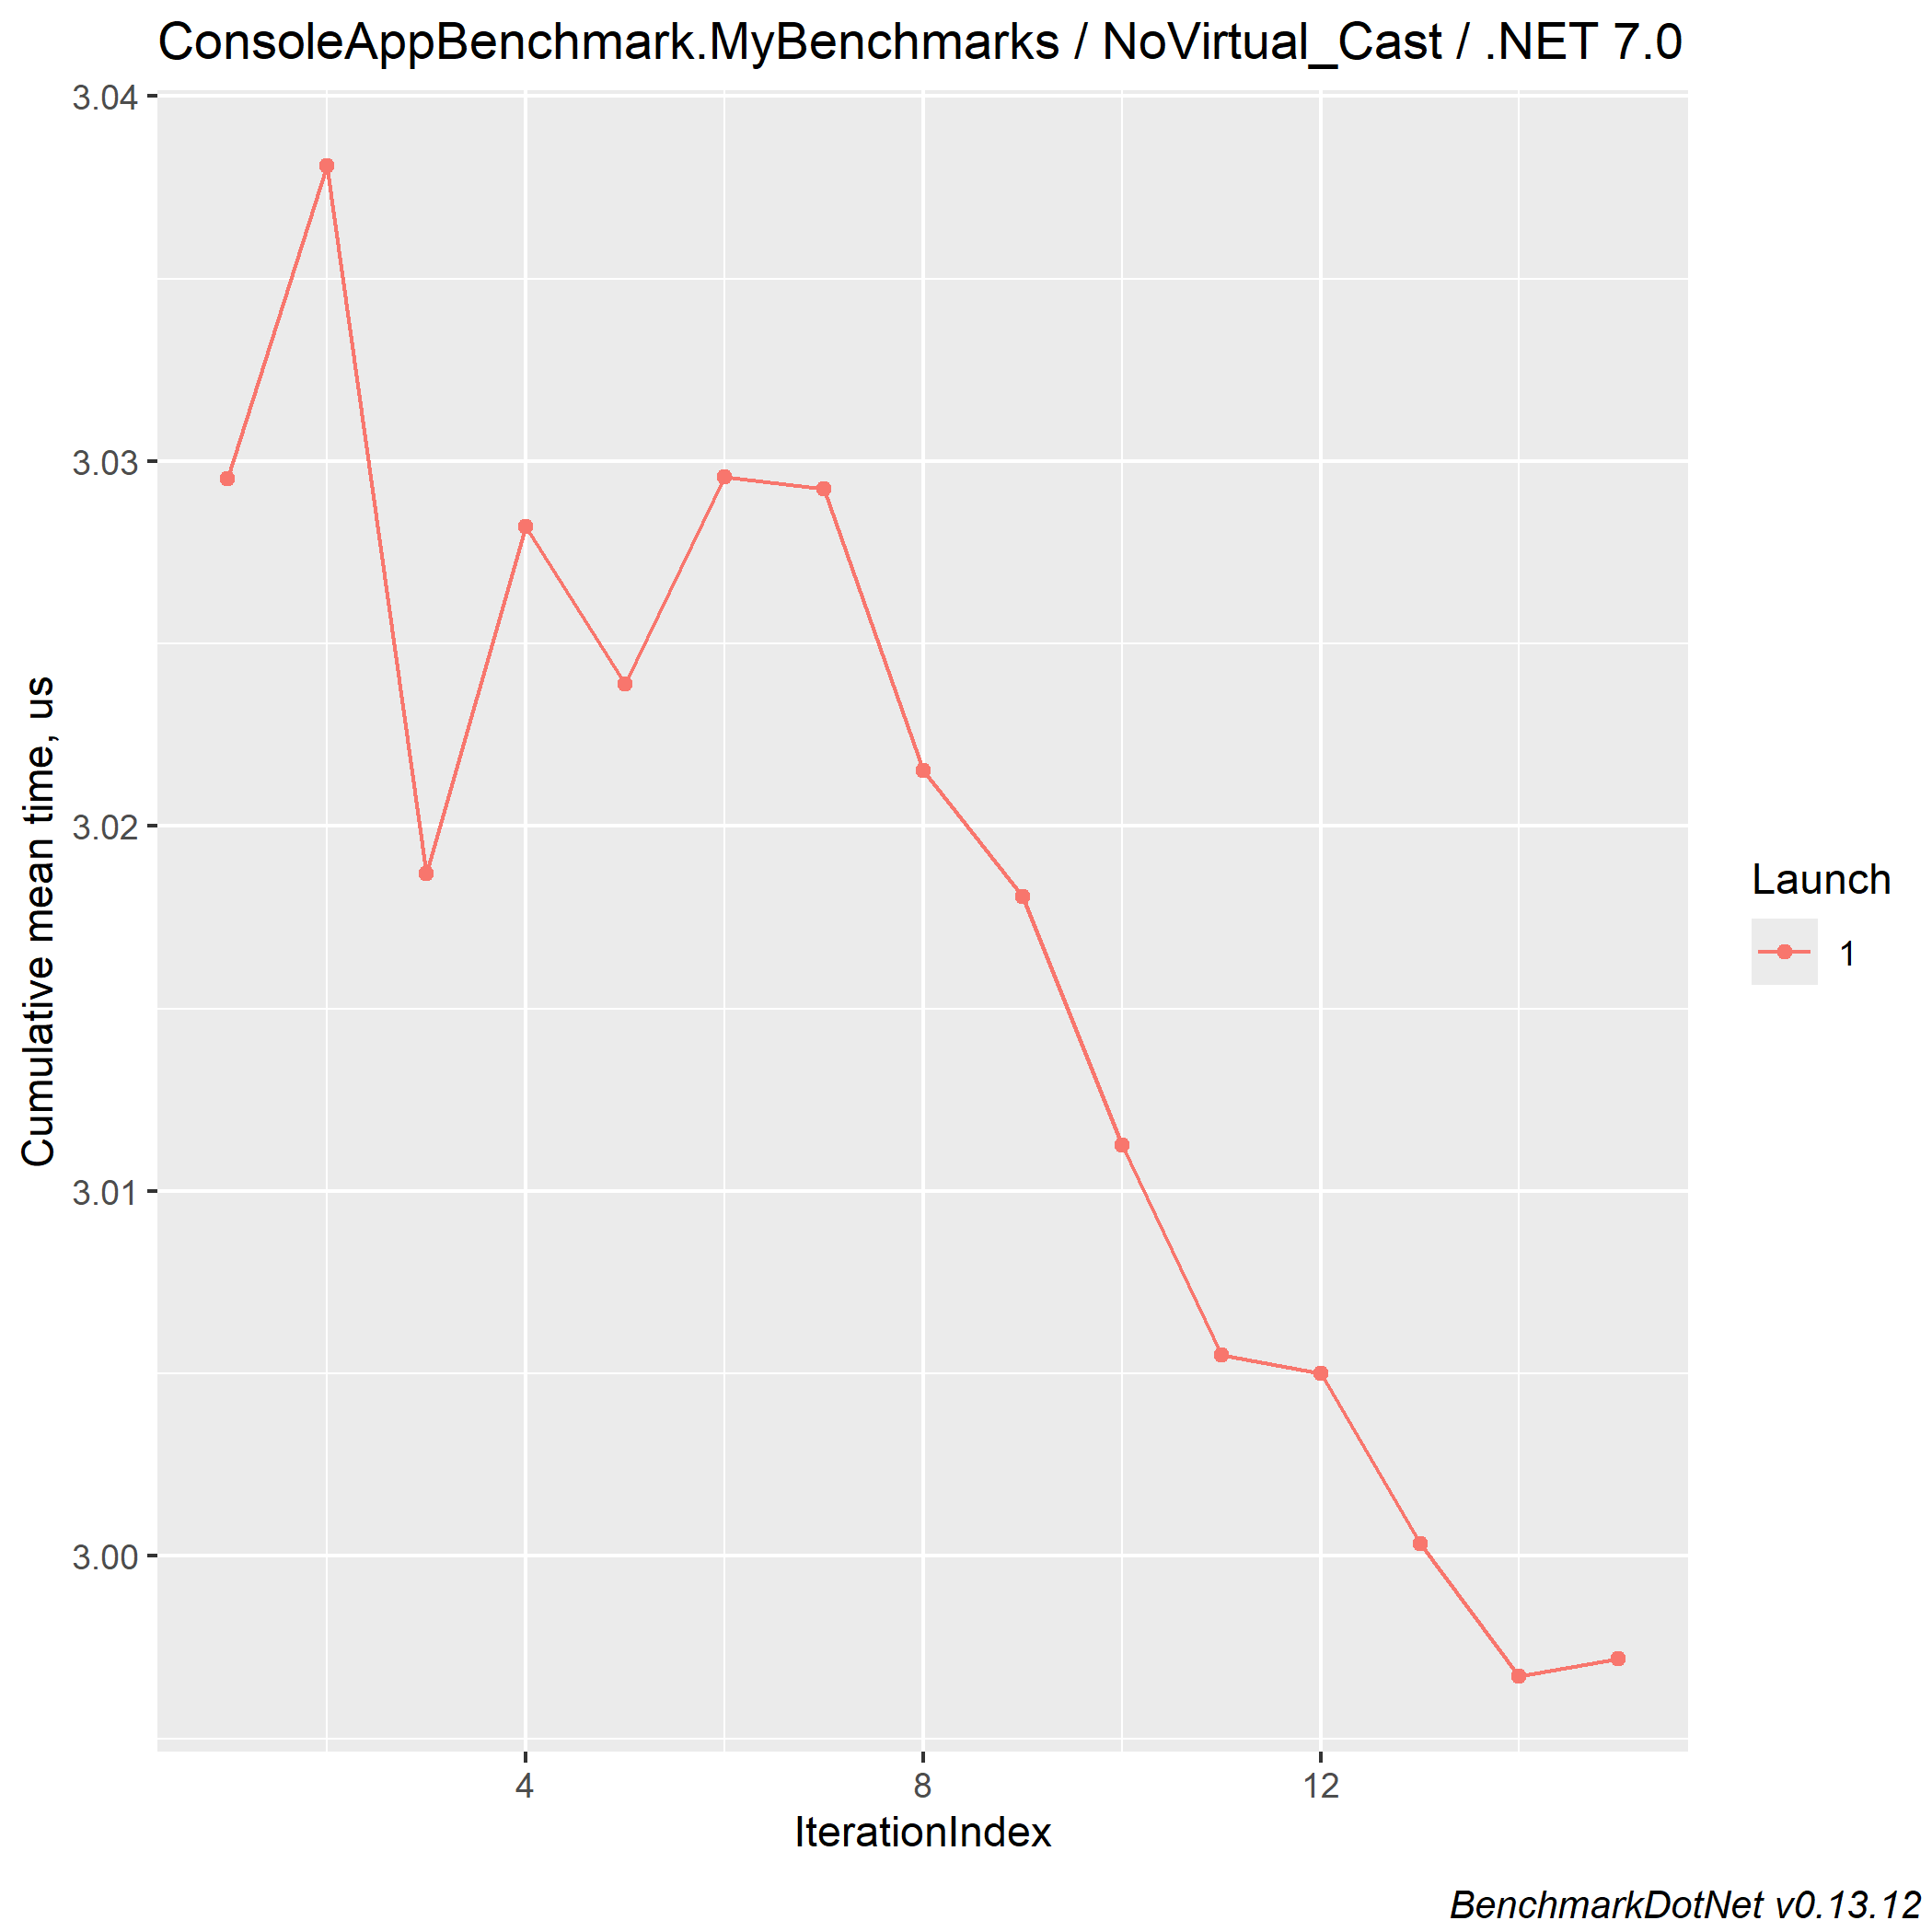 ConsoleAppBenchmark.MyBenchmarks / NoVirtual_Cast / .NET 7.0
3.04
3.03
3.02
3.01
3.00
Cumulative mean time, us
4
8
12
IterationIndex
Launch
1
BenchmarkDotNet v0.13.12